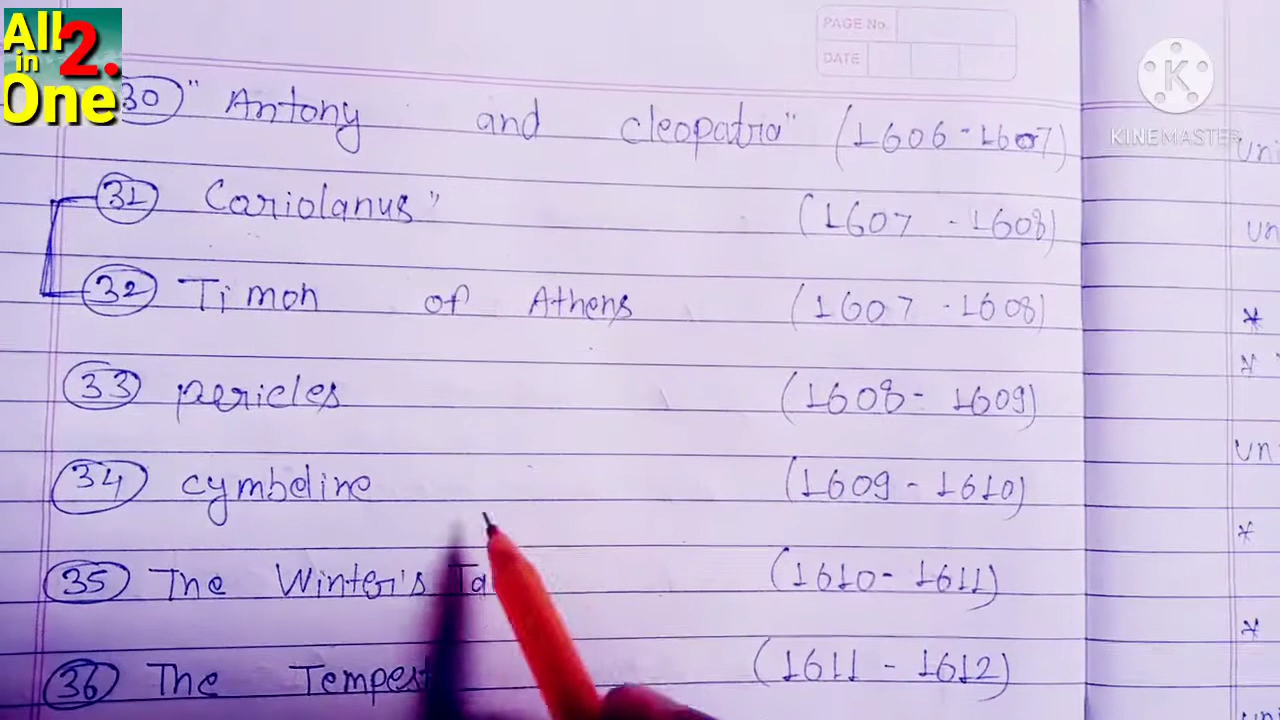 All
in 2.
One
PAGE No.
DATE
KINEMASTER
30 "Antony and cleopatra" (1606-1607)
31 Coriolanus" (1607 - 1608)
32 Timon of Athens (1607 - 1608)
33 pericles (1608 - 1609)
34 cymbeline (1609 - 1610)
35 The Winter's Ta (1610 - 1611)
36 The Tempest (1611 - 1612)